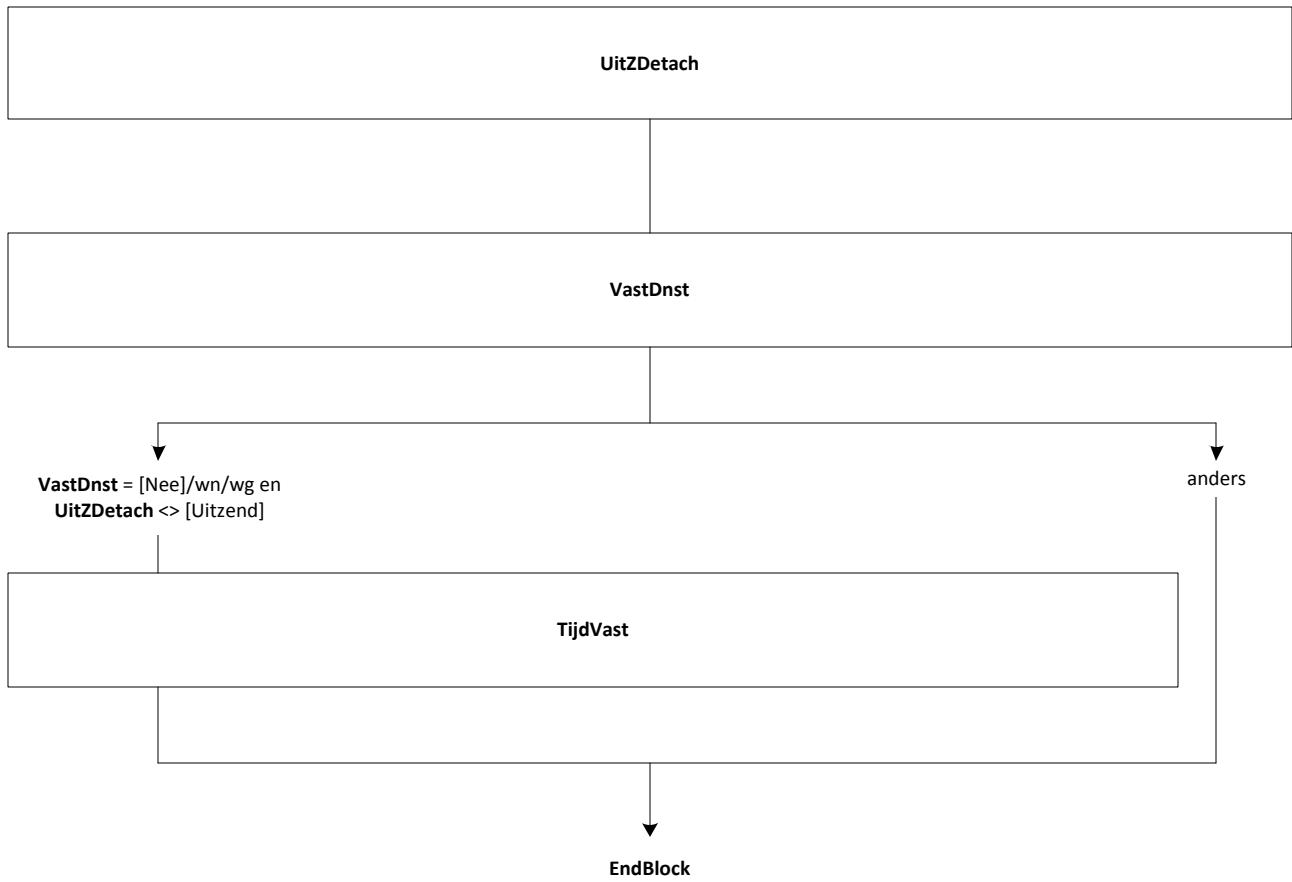 UitZDetach
VastDnst
VastDnst = [Nee]/wn/wg en
UitZDetach <> [Uitzend]
anders
TijdVast
EndBlock